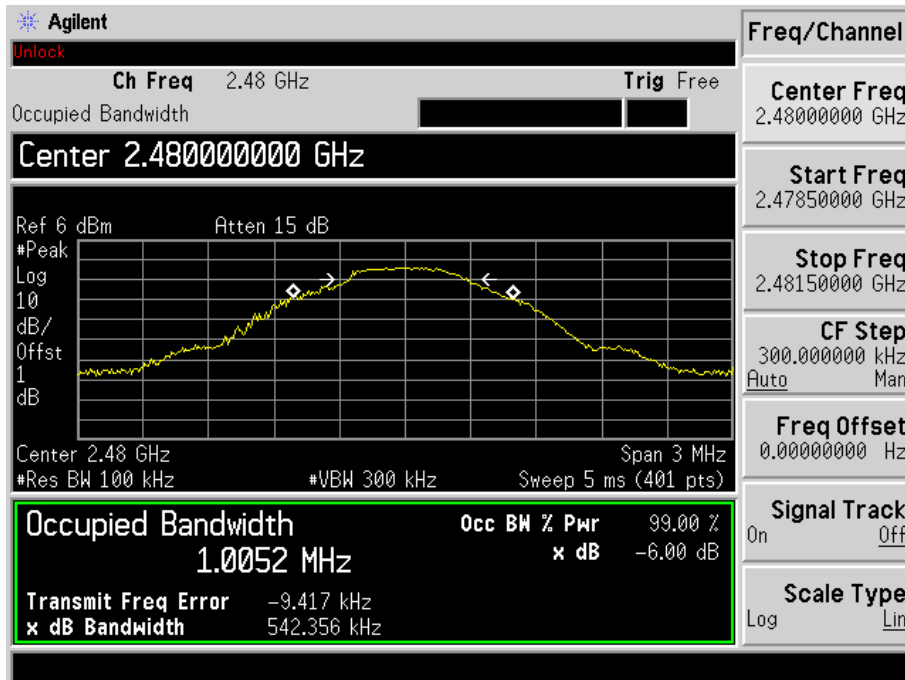 Agilent
Freq/Channel
Unlock
Ch Freq 2.48 GHz Trig Free
Occupied Bandwidth
Center 2.480000000 GHz
Ref 6 dBm Atten 15 dB
#Peak
Log
10
dB/
Offst
1
dB
Center 2.48 GHz Span 3 MHz
#Res BW 100 kHz #VBW 300 kHz Sweep 5 ms (401 pts)
Occupied Bandwidth Occ BW % Pwr 99.00 %
1.0052 MHz x dB -6.00 dB
Transmit Freq Error -9.417 kHz
x dB Bandwidth 542.356 kHz
Center Freq
2.48000000 GHz
Start Freq
2.47850000 GHz
Stop Freq
2.48150000 GHz
CF Step
300.000000 kHz
Auto Man
Freq Offset
0.00000000 Hz
Signal Track
On Off
Scale Type
Log Lin